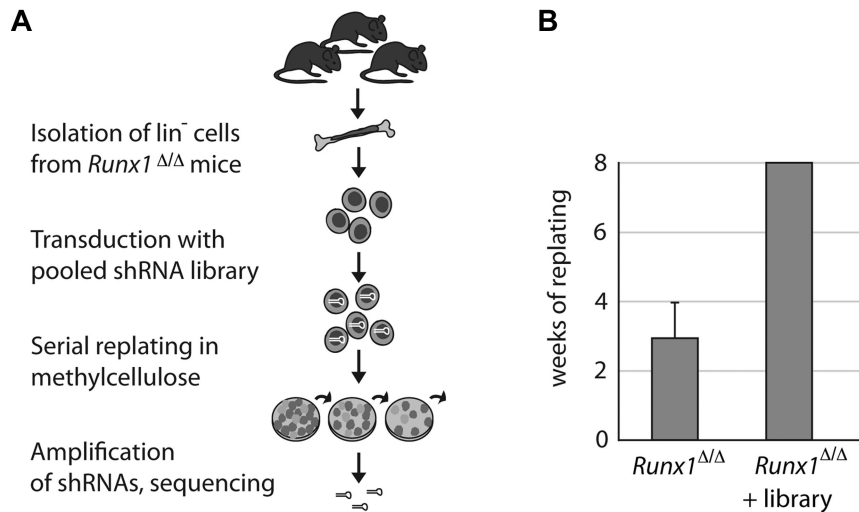 A
Isolation of lin⁻ cells
from Runx1 Δ/Δ mice
Transduction with
pooled shRNA library
Serial replating in
methylcellulose
Amplification
of shRNAs, sequencing
B
weeks of replating
8
6
4
2
0
Runx1Δ/Δ
Runx1Δ/Δ
+ library